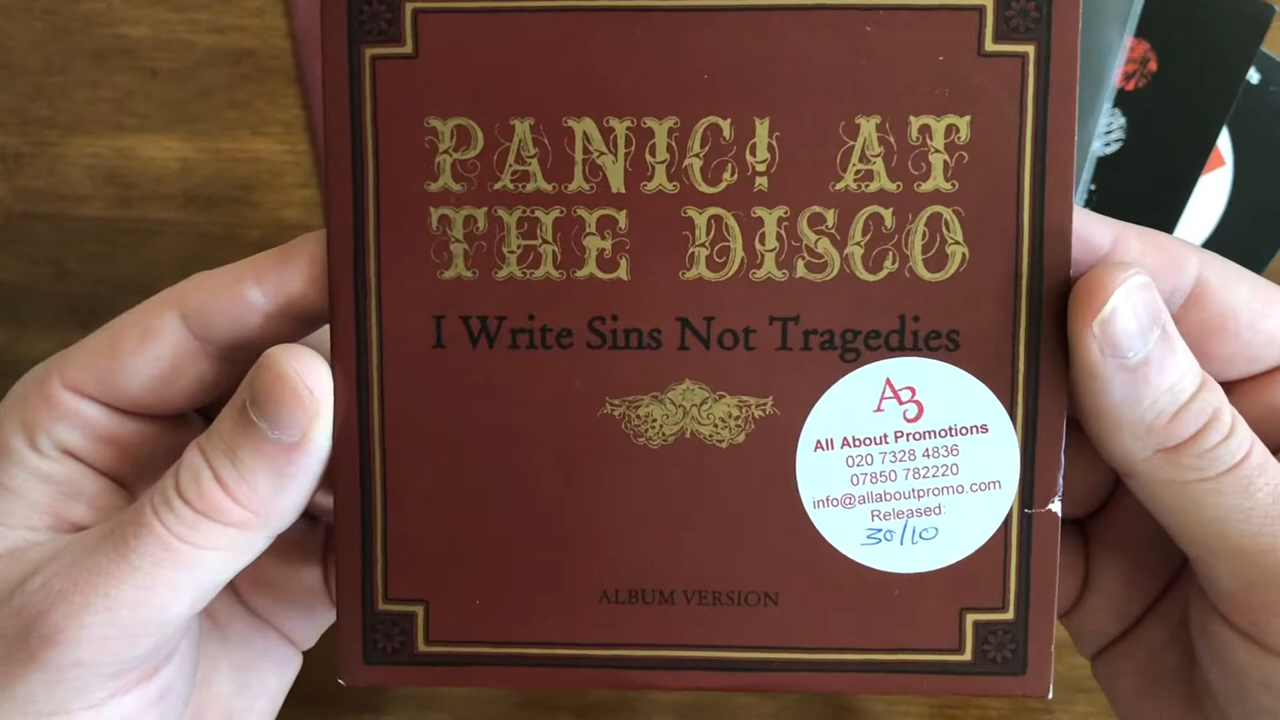 PANIC! AT
THE DISCO
I Write Sins Not Tragedies
AB
All About Promotions
020 7328 4836
07850 782220
info@allaboutpromo.com
Released:
30/10
ALBUM VERSION